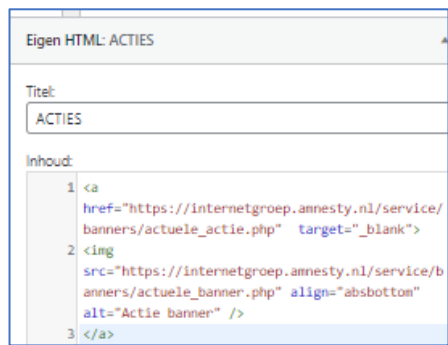 Eigen HTML: ACTIES
Titel:
ACTIES
Inhoud:
1 <a
href="https://internetgroep.amnesty.nl/service/
banners/actuele_actie.php" target="_blank">
2 <img
src="https://internetgroep.amnesty.nl/service/b
anners/actuele_banner.php" align="absbottom"
alt="Actie banner" />
3 </a>